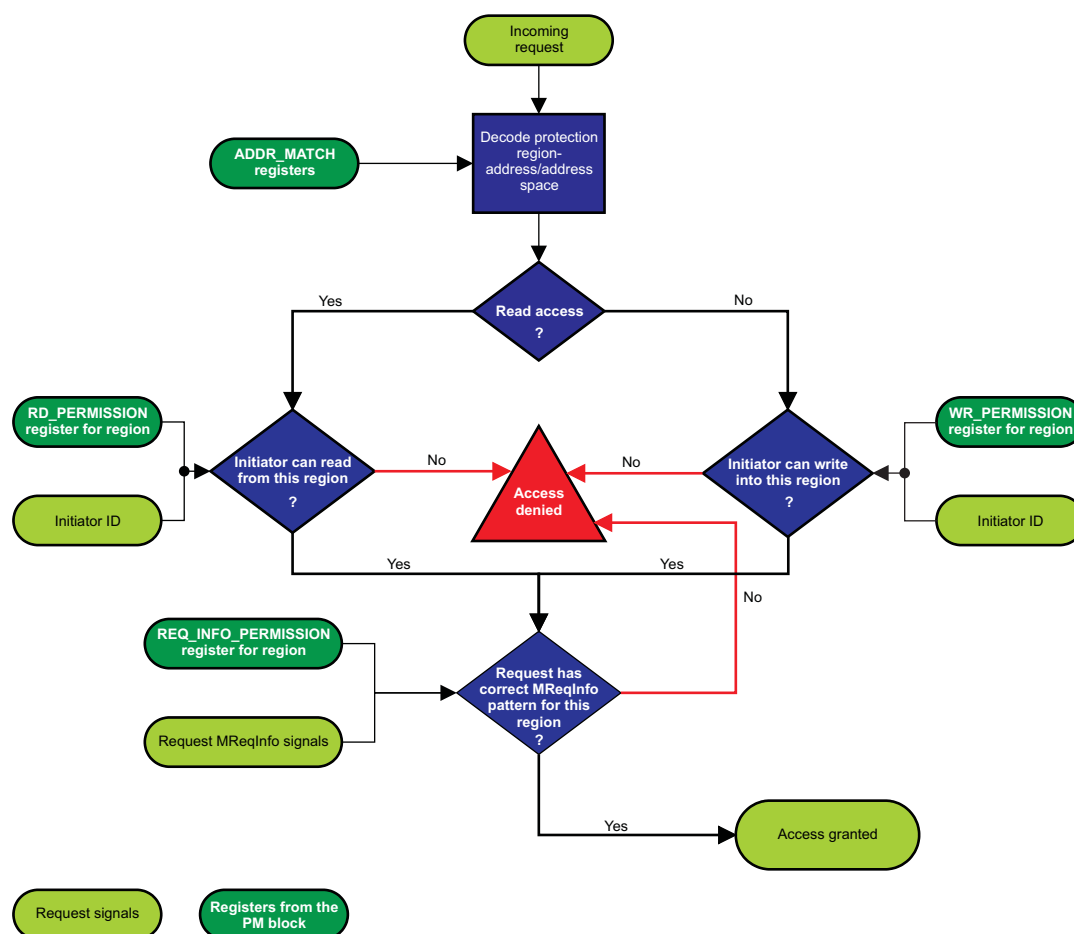 Incoming
request
ADDR_MATCH
registers
Decode protection
region-
address/address
space
Yes
No
Read access
?
RD_PERMISSION
register for region
WR_PERMISSION
register for region
Initiator can read
from this region
?
No
Access
denied
No
Initiator can write
into this region
?
Initiator ID
Initiator ID
Yes
Yes
No
REQ_INFO_PERMISSION
register for region
Request has
correct MReqInfo
pattern for this
region
?
Request MReqInfo signals
Yes
Access granted
Request signals
Registers from the
PM block